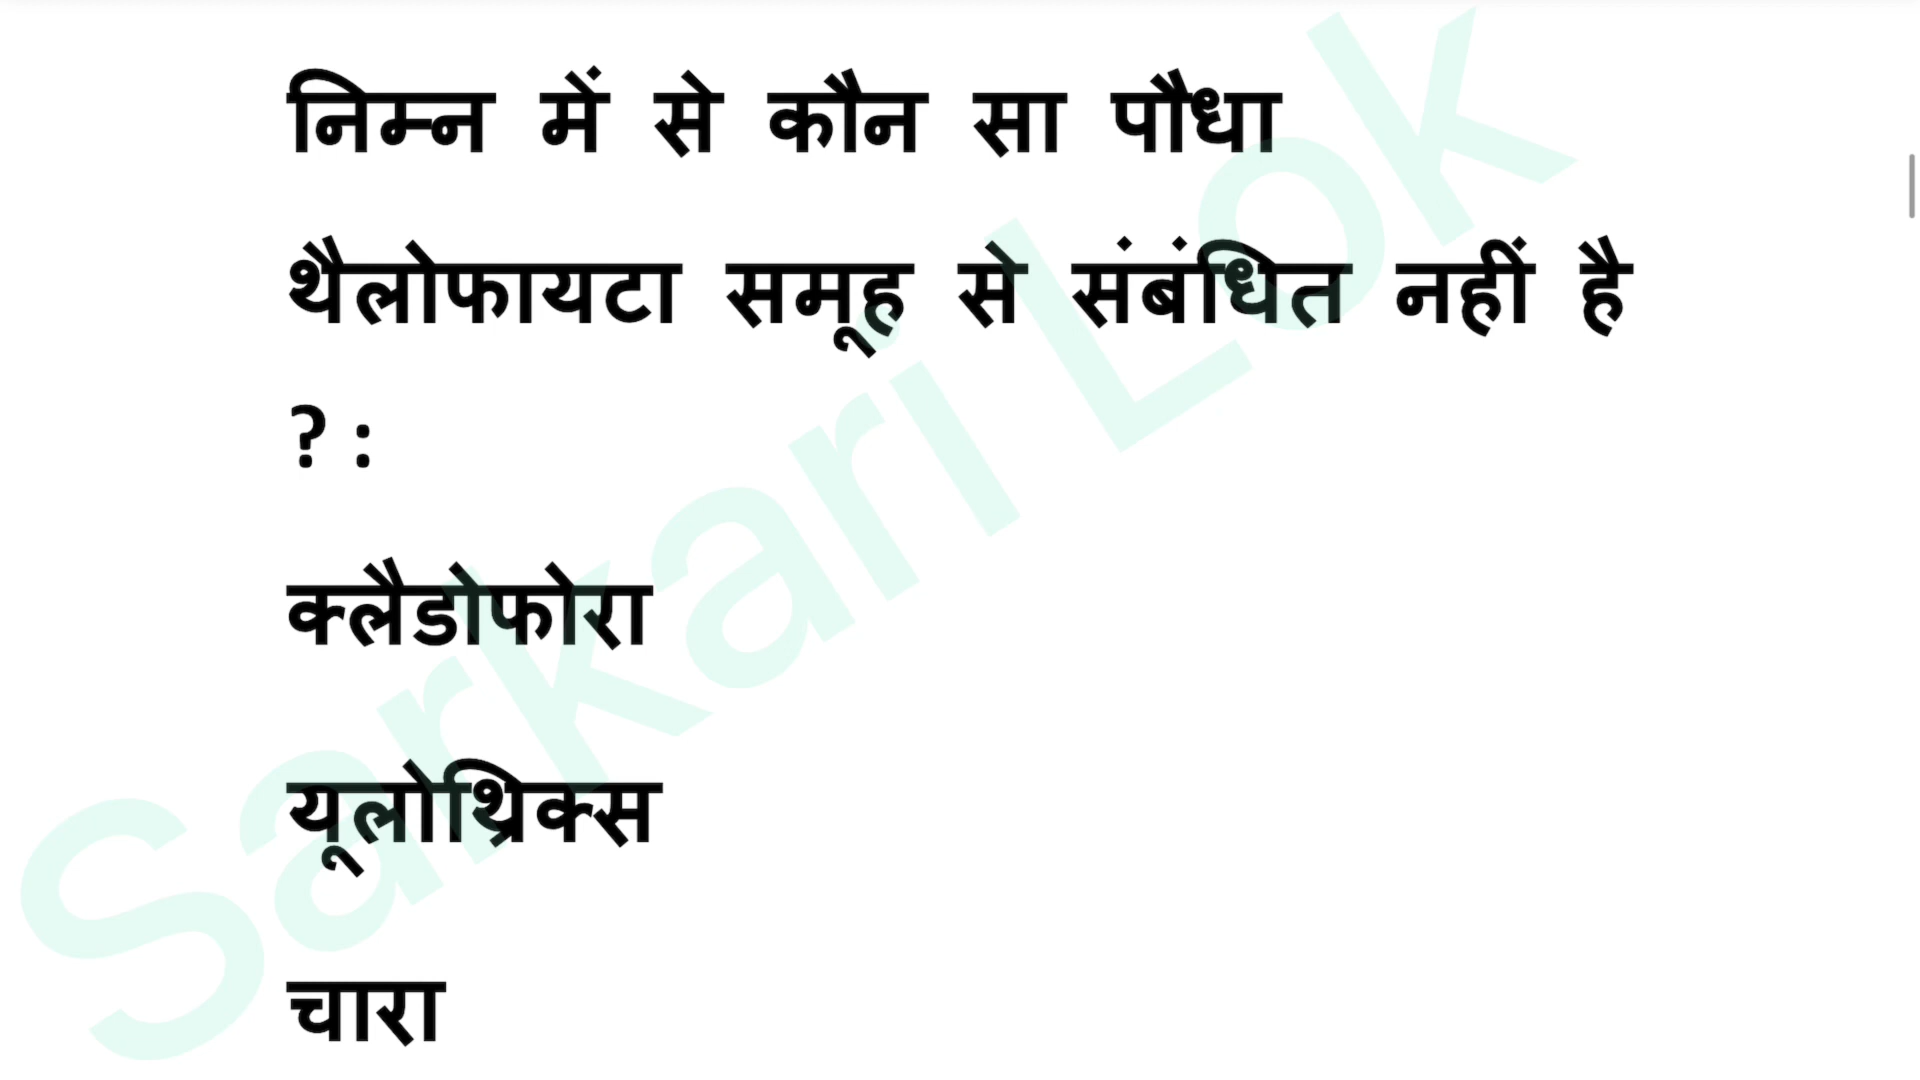 निम्न में से कौन सा पौधा
थैलोफायटा समूह से संबंधित नहीं है
? :
क्लैडोफोरा
यूलोथ्रिक्स
चारा
Sarkari Lok